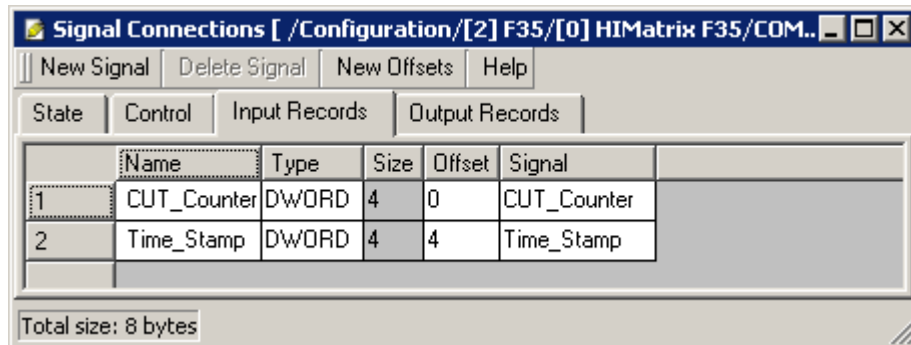 Signal Connections [ /Configuration/[2] F35/[0] HIMatrix F35/COM..
New Signal Delete Signal New Offsets Help
State Control Input Records Output Records
Name Type Size Offset Signal
1 CUT_Counter DWORD 4 0 CUT_Counter
2 Time_Stamp DWORD 4 4 Time_Stamp
Total size: 8 bytes